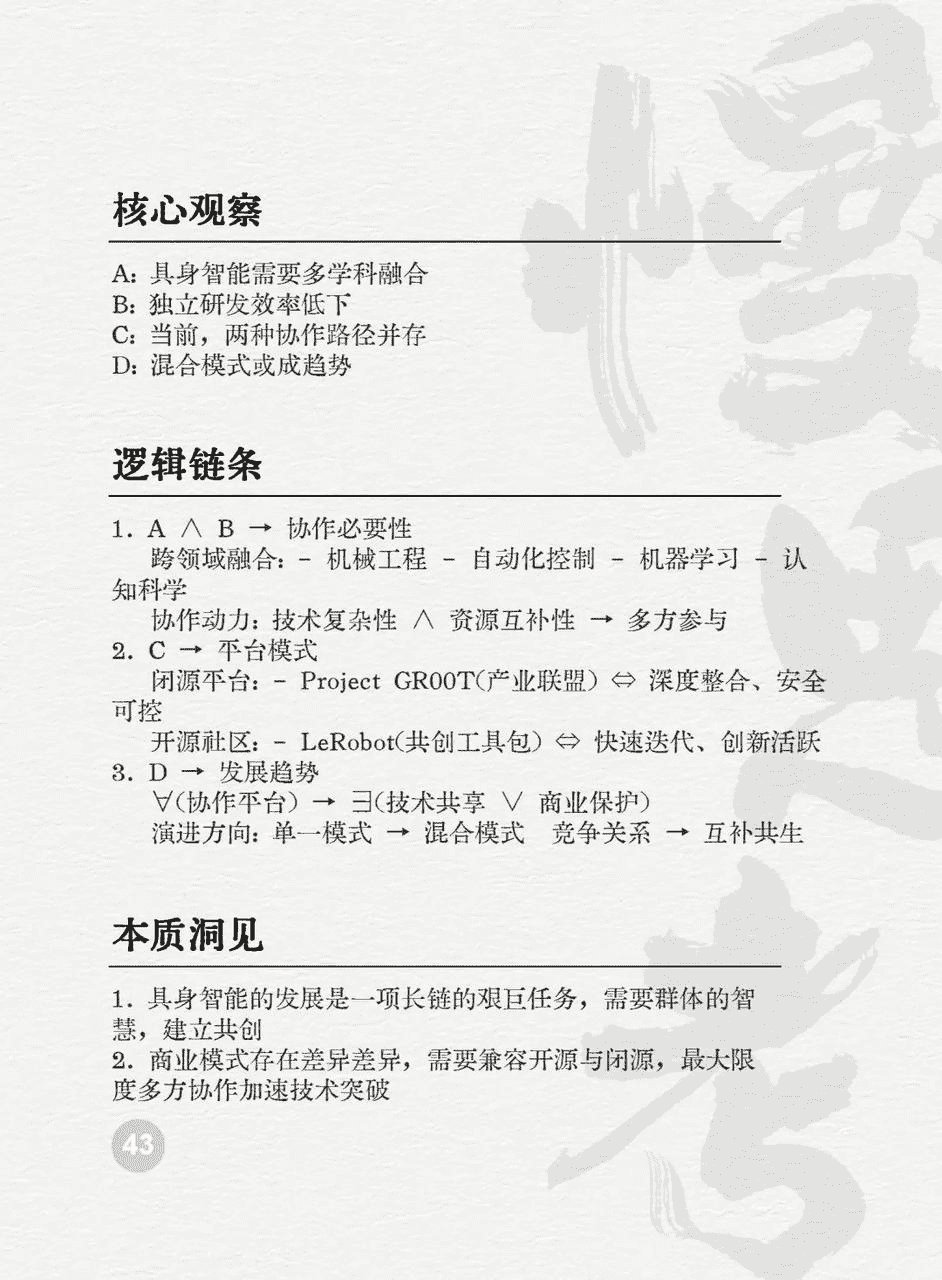 核心观察
A: 具身智能需要多学科融合
B: 独立研发效率低下
C: 当前，两种协作路径并存
D: 混合模式或成趋势
逻辑链条
1. A ∧ B → 协作必要性
跨领域融合: - 机械工程 - 自动化控制 - 机器学习 - 认
知科学
协作动力: 技术复杂性 ∧ 资源互补性 → 多方参与
2. C → 平台模式
闭源平台: - Project GR00T(产业联盟) ⇔ 深度整合、安全
可控
开源社区: - LeRobot(共创工具包) ⇔ 快速迭代、创新活跃
3. D → 发展趋势
∀(协作平台) → ∃(技术共享 ∨ 商业保护)
演进方向: 单一模式 → 混合模式 竞争关系 → 互补共生
本质洞见
1. 具身智能的发展是一项长链的艰巨任务，需要群体的智
慧，建立共创
2. 商业模式存在差异差异，需要兼容开源与闭源，最大限
度多方协作加速技术突破
43
慢思考